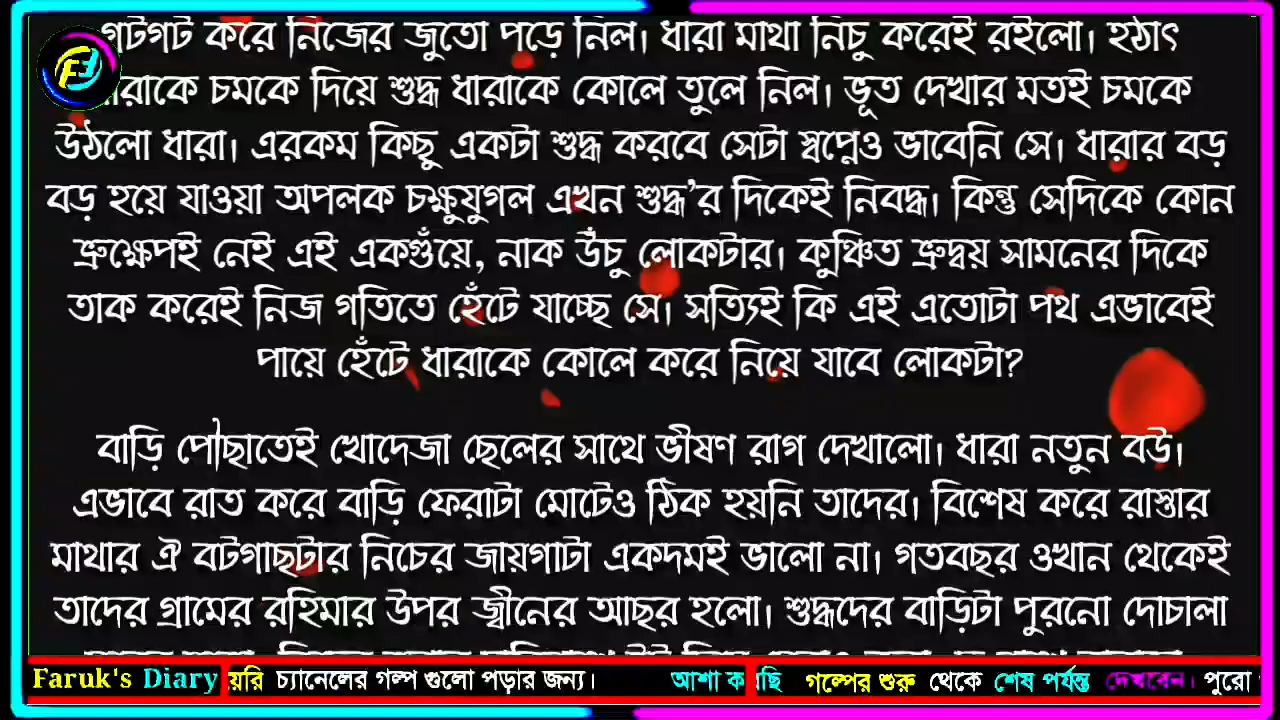 গটগট করে নিজের জুতো পড়ে নিল। ধারা মাথা নিচু করেই রইলো। হঠাৎ
ধারাকে চমকে দিয়ে শুদ্ধ ধারাকে কোলে তুলে নিল। ভূত দেখার মতই চমকে
উঠলো ধারা। এরকম কিছু একটা শুদ্ধ করবে সেটা স্বপ্নেও ভাবেনি সে। ধারার বড়
বড় হয়ে যাওয়া অপলক চক্ষুযুগল এখন শুদ্ধ’র দিকেই নিবদ্ধ। কিন্তু সেদিকে কোন
ভ্রুক্ষেপই নেই এই একগুঁয়ে, নাক উঁচু লোকটার। কুঞ্চিত ভ্রুদ্বয় সামনের দিকে
তাক করেই নিজ গতিতে হেঁটে যাচ্ছে সে। সত্যিই কি এই এতোটা পথ এভাবেই
পায়ে হেঁটে ধারাকে কোলে করে নিয়ে যাবে লোকটা?
বাড়ি পৌছাতেই খোদেজা ছেলের সাথে ভীষণ রাগ দেখালো। ধারা নতুন বউ।
এভাবে রাত করে বাড়ি ফেরাটা মোটেও ঠিক হয়নি তাদের। বিশেষ করে রাস্তার
মাথার ঐ বটগাছটার নিচের জায়গাটা একদমই ভালো না। গতবছর ওখান থেকেই
তাদের গ্রামের রহিমার উপর জ্বীনের আছর হলো। শুদ্ধদের বাড়িটা পুরনো দোচালা
Faruk's Diary য়রি চ্যানেলের গল্প গুলো পড়ার জন্য। আশা ক ছি গল্পের শুরু থেকে শেষ পর্যন্ত দেখবেন। পুরো